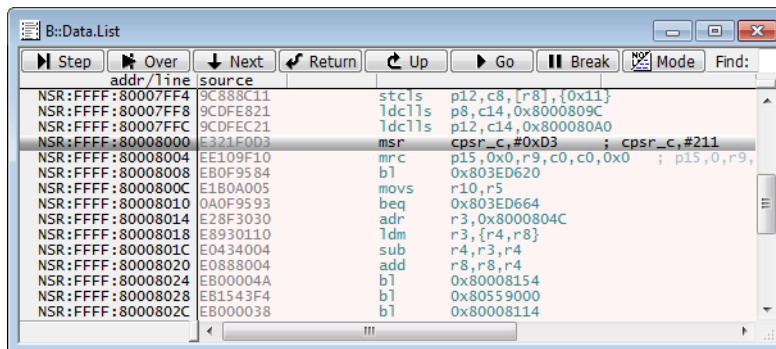 B::Data.List
Step Over Next Return Up Go Break Mode Find:
addr/line source
NSR:FFFF:80007FF4 9C888C11 stcls p12,c8,[r8],{0x11}
NSR:FFFF:80007FF8 9CDFE821 ldclls p8,c14,0x8000809C
NSR:FFFF:80007FFC 9CDFEC21 ldclls p12,c14,0x800080A0
NSR:FFFF:80008000 E321F0D3 msr cpsr_c,#0xD3 ; cpsr_c,#211
NSR:FFFF:80008004 EE109F10 mrc p15,0x0,r9,c0,c0,0x0 ; p15,0,r9,
NSR:FFFF:80008008 EB0F9584 bl 0x803ED620
NSR:FFFF:8000800C E1B0A005 movs r10,r5
NSR:FFFF:80008010 0A0F9593 beq 0x803ED664
NSR:FFFF:80008014 E28F3030 adr r3,0x8000804C
NSR:FFFF:80008018 E8930110 ldm r3,{r4,r8}
NSR:FFFF:8000801C E0434004 sub r4,r3,r4
NSR:FFFF:80008020 E0888004 add r8,r8,r4
NSR:FFFF:80008024 EB00004A bl 0x80008154
NSR:FFFF:80008028 EB1543F4 bl 0x80559000
NSR:FFFF:8000802C EB000038 bl 0x80008114